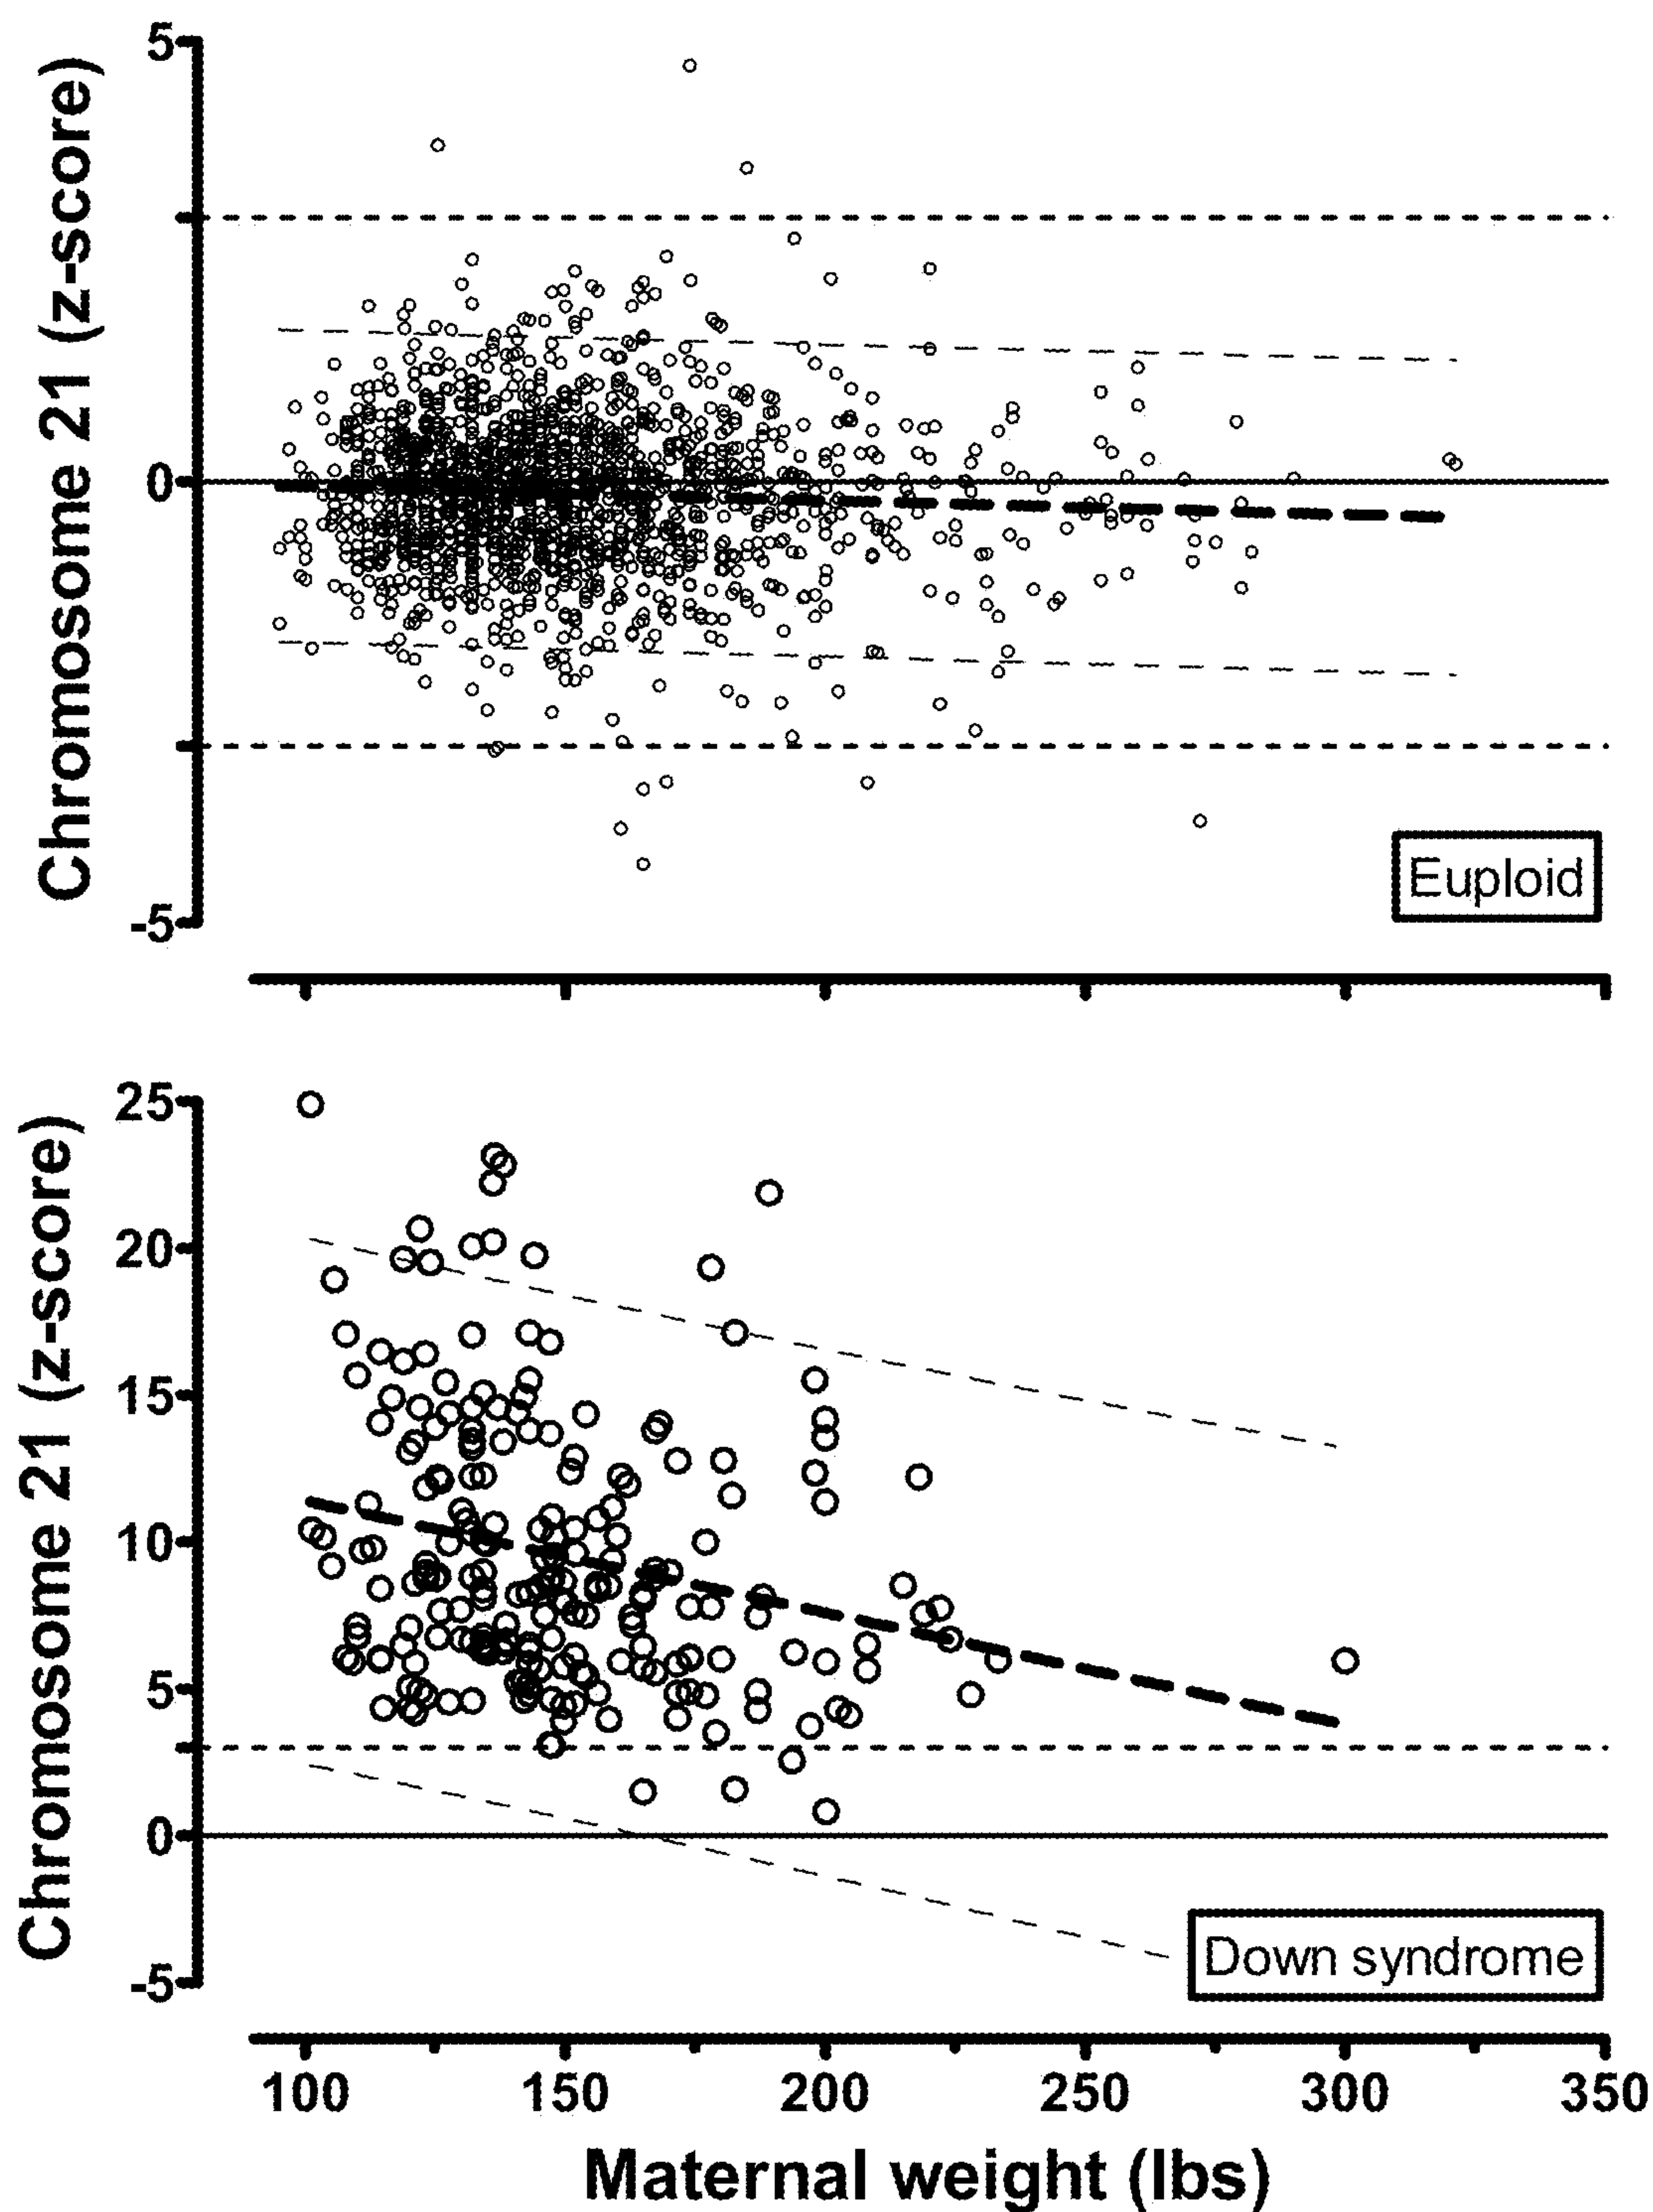 Chromosome 21 (z-score)
5
0
-5
Euploid
Chromosome 21 (z-score)
25
20
15
10
5
0
-5
Down syndrome
100 150 200 250 300 350
Maternal weight (lbs)